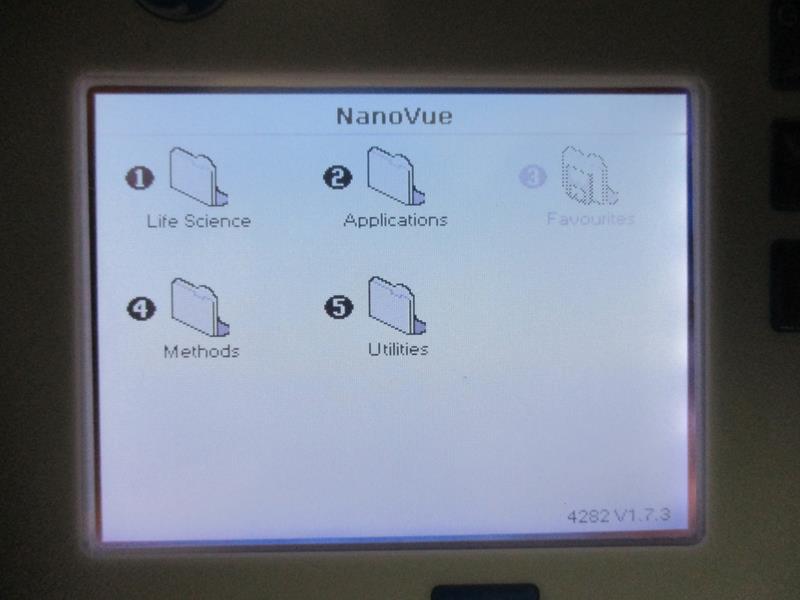 NanoVue
1 Life Science
2 Applications
3 Favourites
4 Methods
5 Utilities
4282 V1.7.3